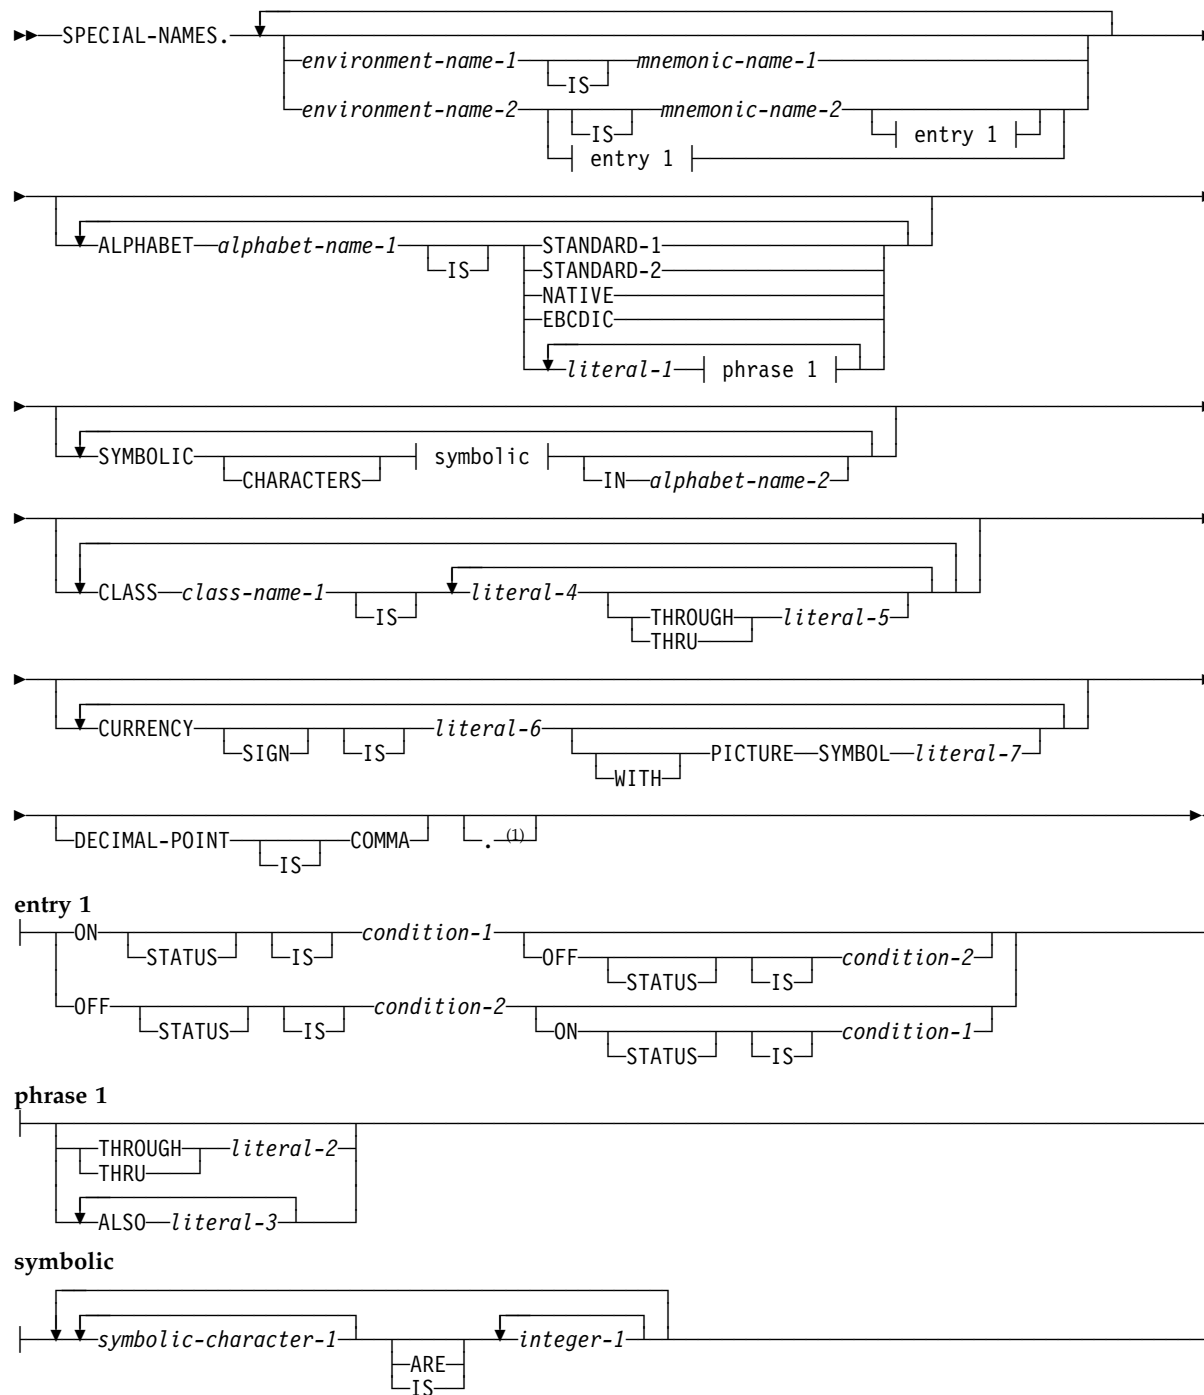 SPECIAL-NAMES.
environment-name-1 IS mnemonic-name-1
environment-name-2 IS mnemonic-name-2 entry 1
entry 1
ALPHABET alphabet-name-1 IS STANDARD-1
STANDARD-2
NATIVE
EBCDIC
literal-1 phrase 1
SYMBOLIC CHARACTERS symbolic IN alphabet-name-2
CLASS class-name-1 IS literal-4 THROUGH literal-5
THRU
CURRENCY SIGN IS literal-6 WITH PICTURE SYMBOL literal-7
DECIMAL-POINT IS COMMA . (1)
entry 1
ON STATUS IS condition-1 OFF STATUS IS condition-2
OFF STATUS IS condition-2 ON STATUS IS condition-1
phrase 1
THROUGH literal-2
THRU
ALSO literal-3
symbolic
symbolic-character-1 ARE integer-1
IS